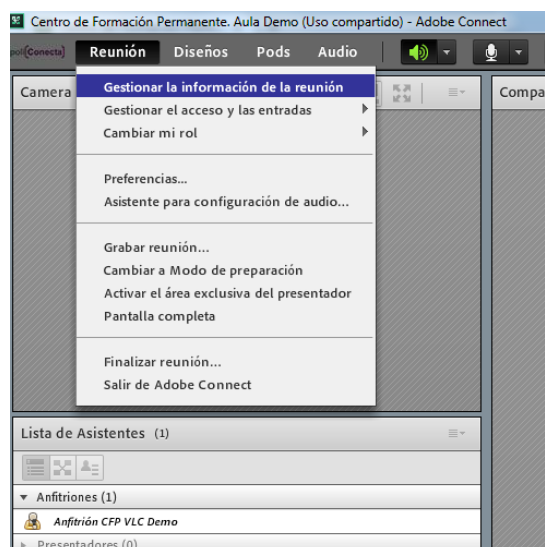 Centro de Formación Permanente. Aula Demo (Uso compartido) - Adobe Connect
poli[Conecta] Reunión Diseños Pods Audio
Camera
Compa
Gestionar la información de la reunión
Gestionar el acceso y las entradas
Cambiar mi rol
Preferencias...
Asistente para configuración de audio...
Grabar reunión...
Cambiar a Modo de preparación
Activar el área exclusiva del presentador
Pantalla completa
Finalizar reunión...
Salir de Adobe Connect
Lista de Asistentes (1)
Anfitriones (1)
Anfitrión CFP VLC Demo
Presentadores (0)